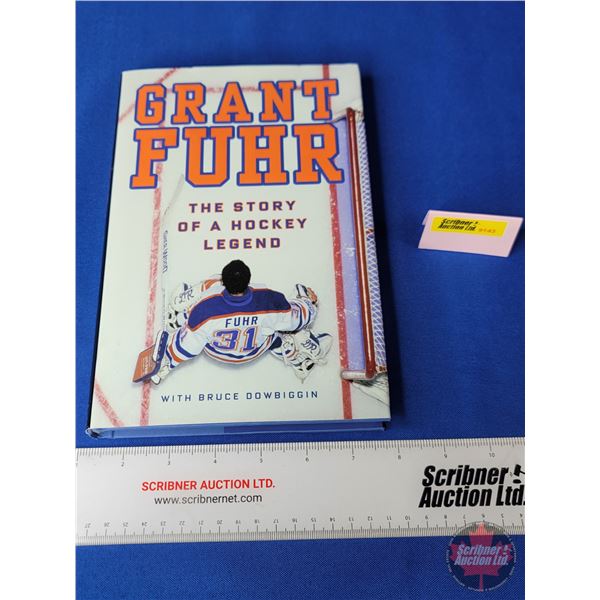 GRANT
FUHR
THE STORY
OF A HOCKEY
LEGEND
FUHR
31
WITH BRUCE DOWBIGGIN
Scribner
Auction Ltd. 9143
SCRIBNER AUCTION LTD.
www.scribnernet.com
Scribner
Auction Ltd.
Scribner
Auction Ltd.